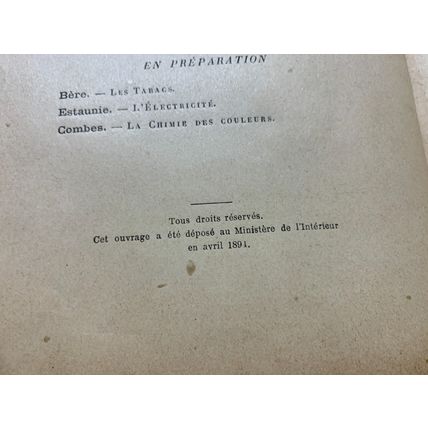 EN PRÉPARATION
Bère. — Les Tabacs.
Estaunie. — L'Électricité.
Combes. — La Chimie des couleurs.
Tous droits réservés.
Cet ouvrage a été déposé au Ministère de l'Intérieur
en avril 1894.